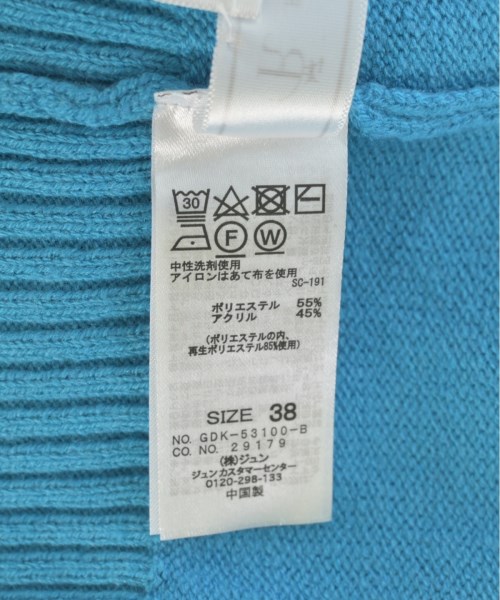 30
F W
中性洗剤使用
アイロンはあて布を使用
SC-191
ポリエステル 55%
アクリル 45%
(ポリエステルの内、
再生ポリエステル85%使用)
SIZE 38
NO. GDK-53100-B
CO. NO. 29179
(株)ジュン
ジュンカスタマーセンター
0120-298-133
中国製